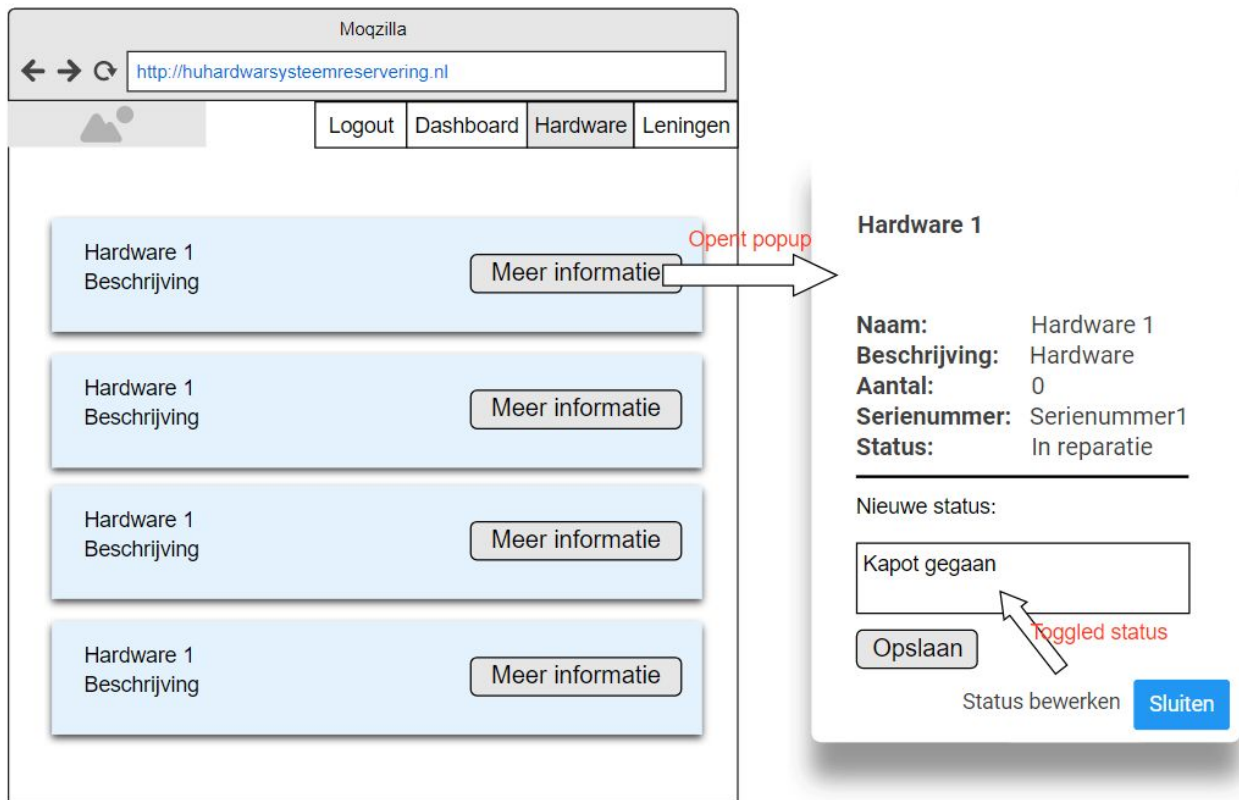 Moqzilla
http://huhardwarsysteemreservering.nl
Logout Dashboard Hardware Leningen
Hardware 1
Beschrijving
Meer informatie
Hardware 1
Beschrijving
Meer informatie
Hardware 1
Beschrijving
Meer informatie
Hardware 1
Beschrijving
Meer informatie
Opent popup
Hardware 1
Naam: Hardware 1
Beschrijving: Hardware
Aantal: 0
Serienummer: Serienummer1
Status: In reparatie
Nieuwe status:
Kapot gegaan
Toggled status
Opslaan
Status bewerken Sluiten